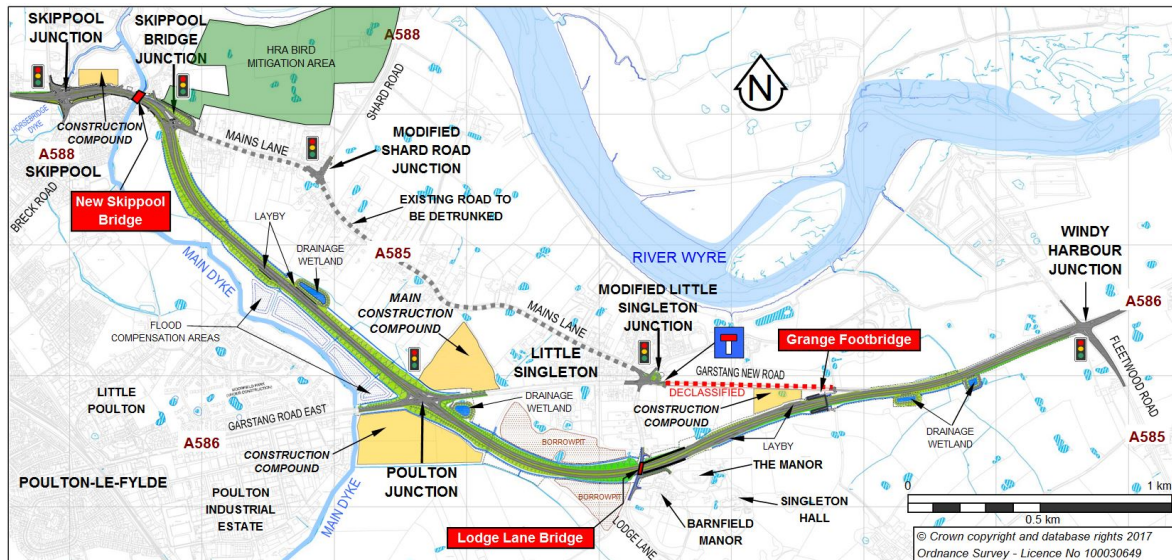 SKIPPOOL
JUNCTION
SKIPPOOL
BRIDGE
JUNCTION
HRA BIRD
MITIGATION AREA
A588
SHARD ROAD
N
HORSEBRIDGE
DYKE
CONSTRUCTION
COMPOUND
A588
SKIPPOOL
BRECK ROAD
New Skippool
Bridge
MAINS LANE
MODIFIED
SHARD ROAD
JUNCTION
EXISTING ROAD TO
BE DETRUNKED
LAYBY
DRAINAGE
WETLAND
A585
MAIN DYKE
MAIN
CONSTRUCTION
COMPOUND
FLOOD
COMPENSATION AREAS
MAINS LANE
RIVER WYRE
MODIFIED LITTLE
SINGLETON
JUNCTION
WINDY
HARBOUR
JUNCTION
A586
FLEETWOOD ROAD
A585
LITTLE
SINGLETON
Grange Footbridge
GARSTANG NEW ROAD
DECLASSIFIED
CONSTRUCTION
COMPOUND
LAYBY
DRAINAGE
WETLAND
LITTLE
POULTON
GARSTANG ROAD EAST
A586
CONSTRUCTION
COMPOUND
DRAINAGE
WETLAND
BORROWPIT
POULTON
JUNCTION
BORROWPIT
POULTON-LE-FYLDE
POULTON
INDUSTRIAL
ESTATE
MAIN DYKE
Lodge Lane Bridge
LODGE LANE
THE MANOR
BARNFIELD
MANOR
SINGLETON
HALL
0
1 km
0.5 km
© Crown copyright and database rights 2017
Ordnance Survey - Licence No 100030649